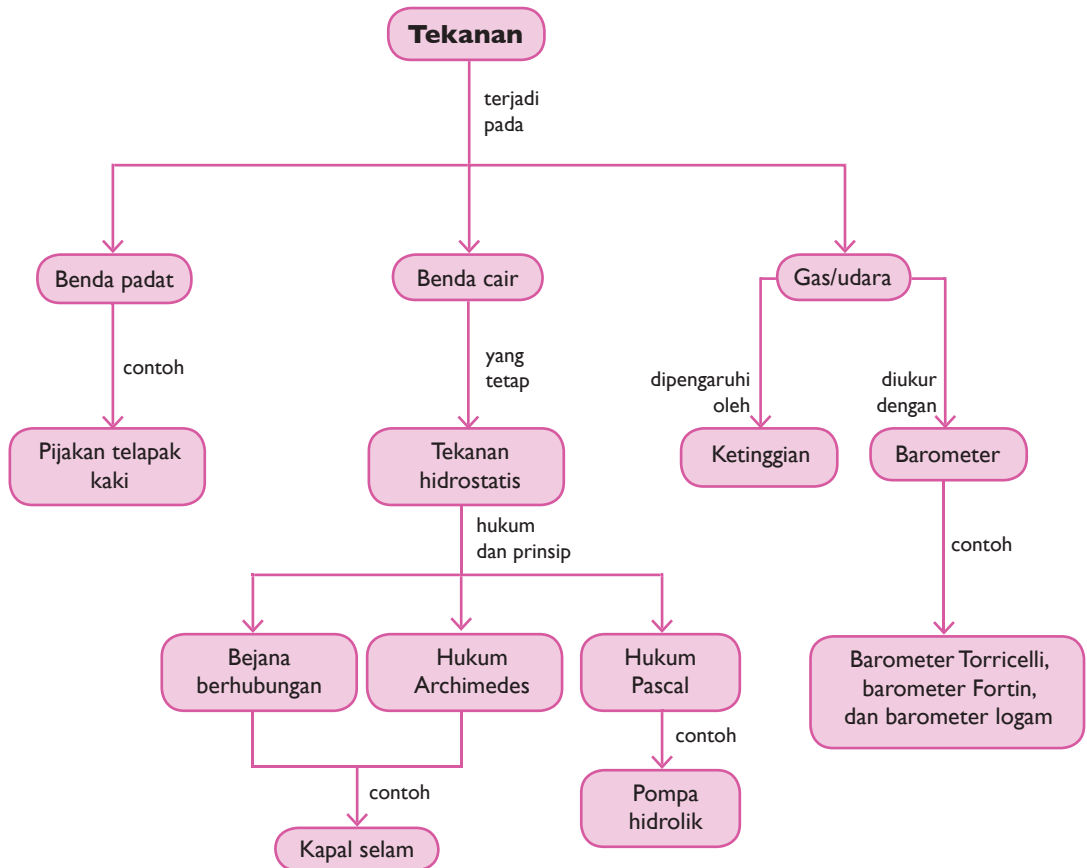 Tekanan
terjadi
pada
Benda padat
Benda cair
Gas/udara
contoh
yang
tetap
dipengaruhi
oleh
diukur
dengan
Pijakan telapak
kaki
Tekanan
hidrostatis
Ketinggian
Barometer
hukum
dan prinsip
contoh
Bejana
berhubungan
Hukum
Archimedes
Hukum
Pascal
Barometer Torricelli,
barometer Fortin,
dan barometer logam
contoh
contoh
Pompa
hidrolik
Kapal selam